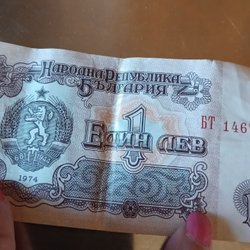 НАРОДНА РЕПУБЛИКА
БЪЛГАРИЯ
1
ЕДИН ЛЕВ
БТ 146
1974